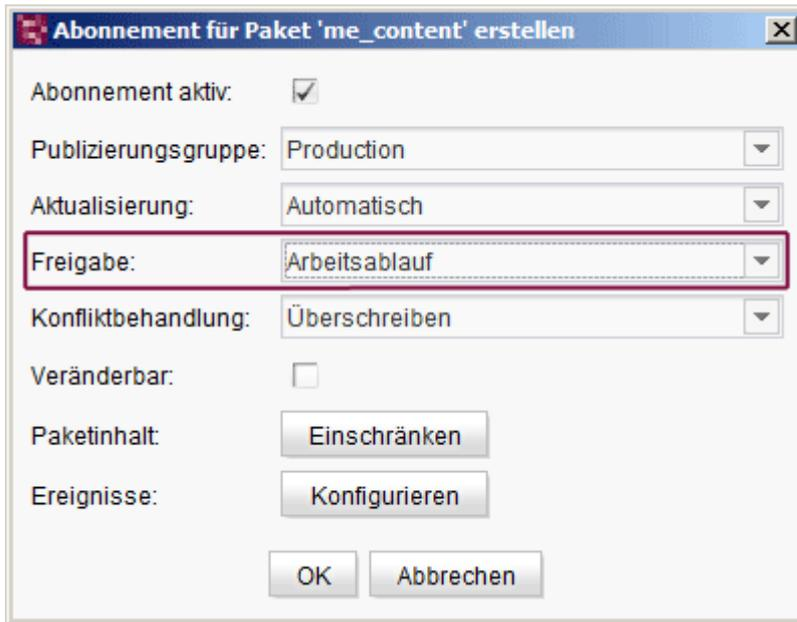 Abonnement für Paket 'me_content' erstellen
Abonnement aktiv:
Publizierungsgruppe: Production
Aktualisierung: Automatisch
Freigabe: Arbeitsablauf
Konfliktbehandlung: Überschreiben
Veränderbar:
Paketinhalt: Einschränken
Ereignisse: Konfigurieren
OK Abbrechen